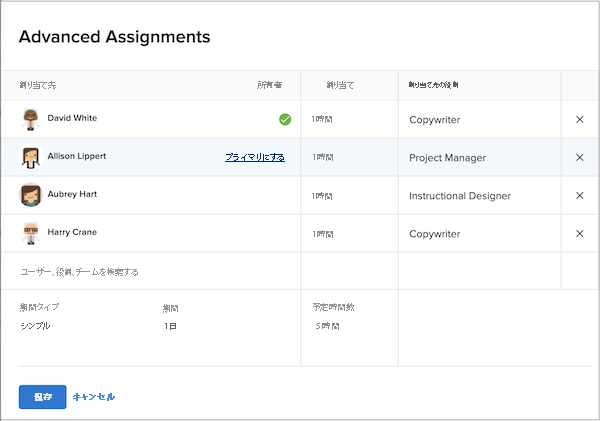 Advanced Assignments
割り当て先 所有者 割り当て 割り当て先の役割
David White 1時間 Copywriter ×
Allison Lippert プライマリにする 1時間 Project Manager ×
Aubrey Hart 1時間 Instructional Designer ×
Harry Crane 1時間 Copywriter ×
ユーザー、役割、チームを検索する
期間タイプ 期間 予定時間数
シンプル 1日 5時間
保存 キャンセル